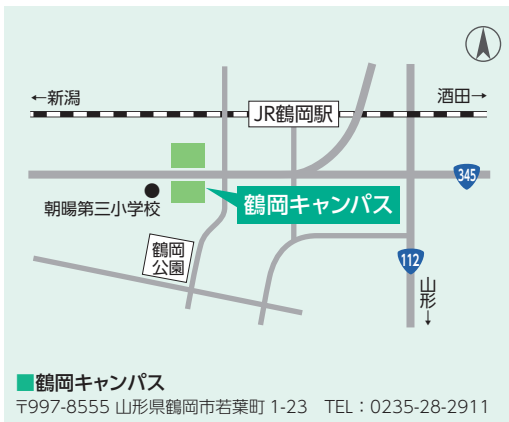 ←新潟
酒田→
JR鶴岡駅
345
朝暘第三小学校
鶴岡キャンパス
鶴岡
公園
112
山形→
■鶴岡キャンパス
〒997-8555 山形県鶴岡市若葉町 1-23 TEL：0235-28-2911